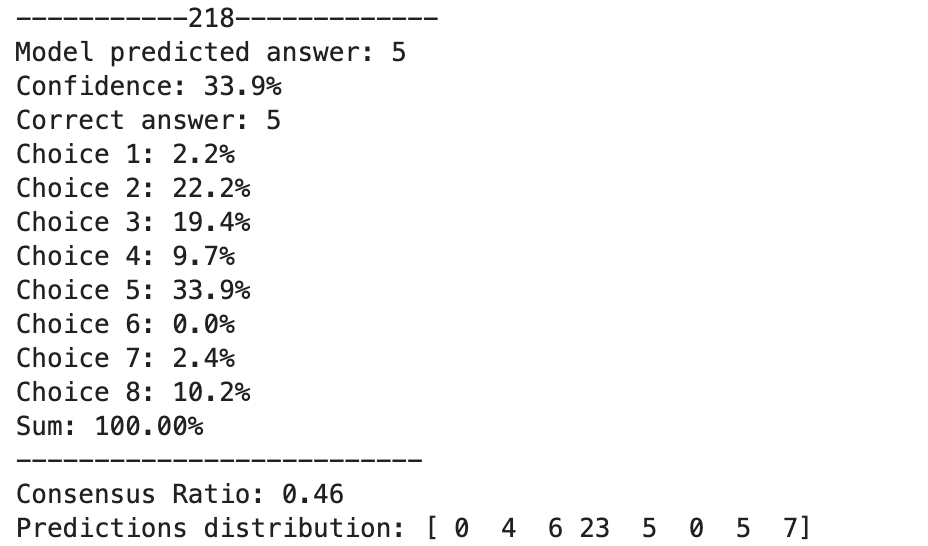 -----------218-------------
Model predicted answer: 5
Confidence: 33.9%
Correct answer: 5
Choice 1: 2.2%
Choice 2: 22.2%
Choice 3: 19.4%
Choice 4: 9.7%
Choice 5: 33.9%
Choice 6: 0.0%
Choice 7: 2.4%
Choice 8: 10.2%
Sum: 100.00%
--------------------------
Consensus Ratio: 0.46
Predictions distribution: [ 0  4  6 23  5  0  5  7]